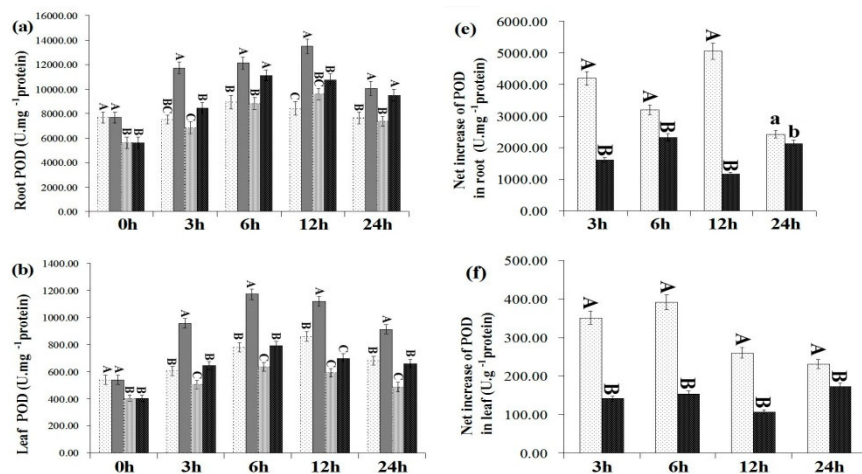 (a)
Root POD (U.mg -1protein)
16000.00
14000.00
12000.00
10000.00
8000.00
6000.00
4000.00
2000.00
0.00
A A B B
BC A C B
B A B A
C A BC B
B A B A
0h 3h 6h 12h 24h
(e)
Net increase of POD
in root (U.mg -1protein)
6000.00
5000.00
4000.00
3000.00
2000.00
1000.00
0.00
A B
A B
A B
a b
3h 6h 12h 24h
(b)
Leaf POD (U.mg -1protein)
1400.00
1200.00
1000.00
800.00
600.00
400.00
200.00
0.00
A A B B
B A C B
B A C B
B A C C
B A C B
0h 3h 6h 12h 24h
(f)
Net increase of POD
in leaf (U.g -1protein)
500.00
400.00
300.00
200.00
100.00
0.00
A B
A B
A B
A B
3h 6h 12h 24h